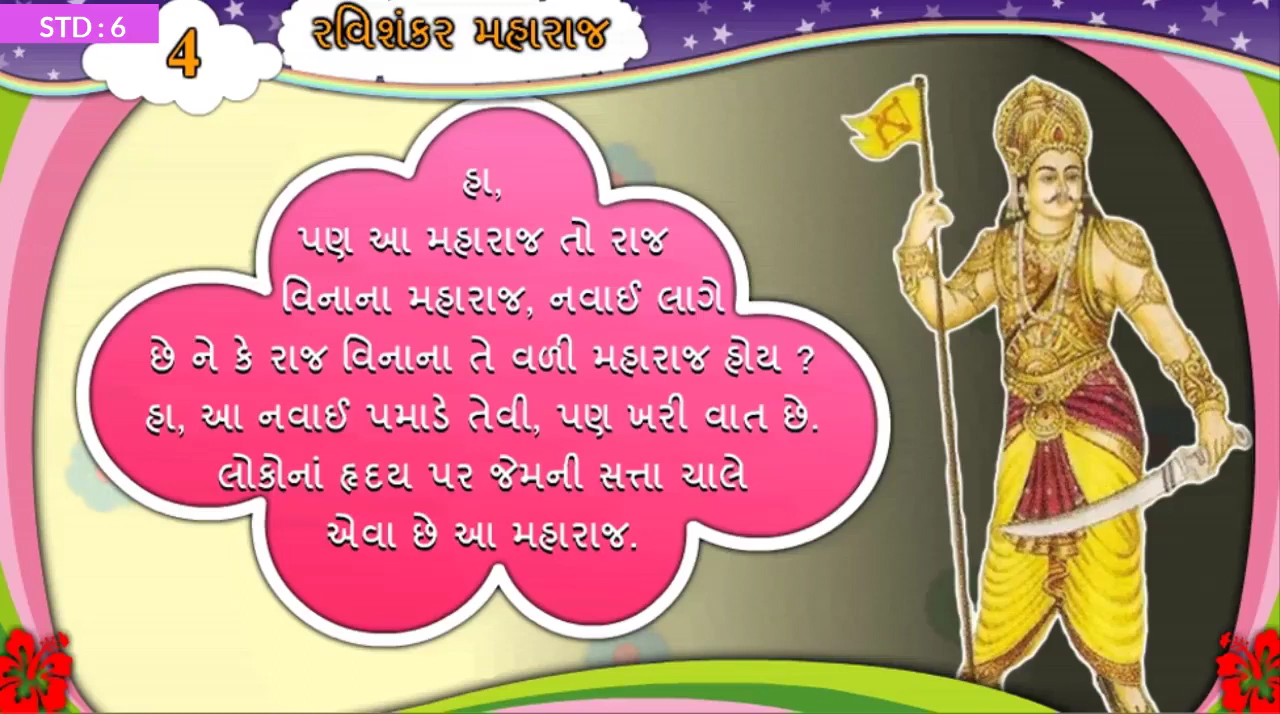 STD : 6
4
રવિશંકર મહારાજ
હા,
પણ આ મહારાજ તો રાજ
વિનાના મહારાજ, નવાઈ લાગે
છે ને કે રાજ વિનાના તે વળી મહારાજ હોય ?
હા, આ નવાઈ પમાડે તેવી, પણ ખરી વાત છે.
લોકોનાં હૃદય પર જેમની સત્તા ચાલે
એવા છે આ મહારાજ.